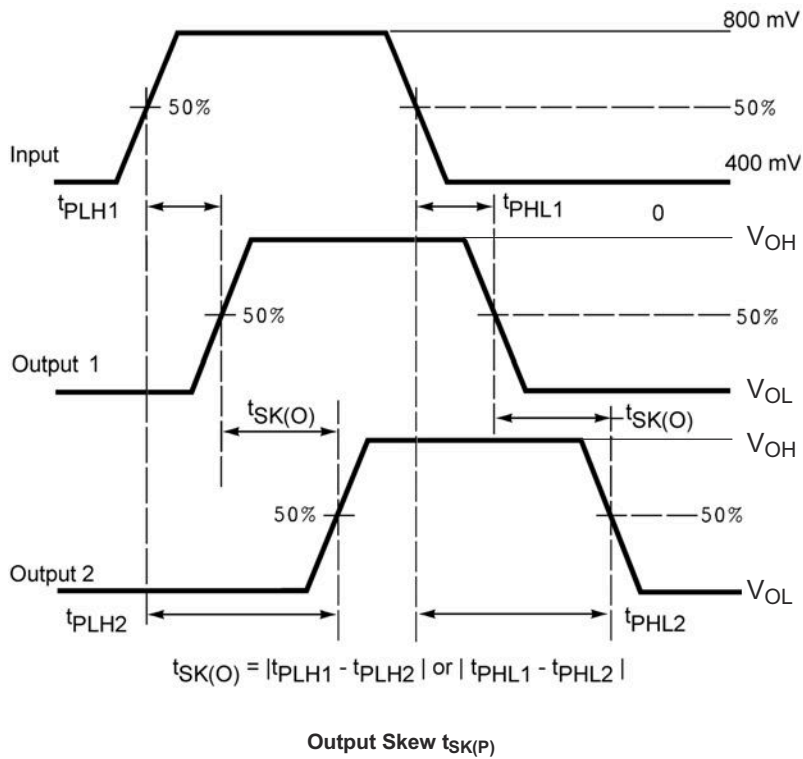 800 mV
50%
50%
Input
400 mV
tPLH1
tPHL1
0
VOH
50%
50%
Output 1
VOL
tSK(O)
tSK(O)
VOH
50%
50%
Output 2
VOL
tPLH2
tPHL2
tSK(O) = |tPLH1 - tPLH2 | or | tPHL1 - tPHL2 |
Output Skew tSK(P)